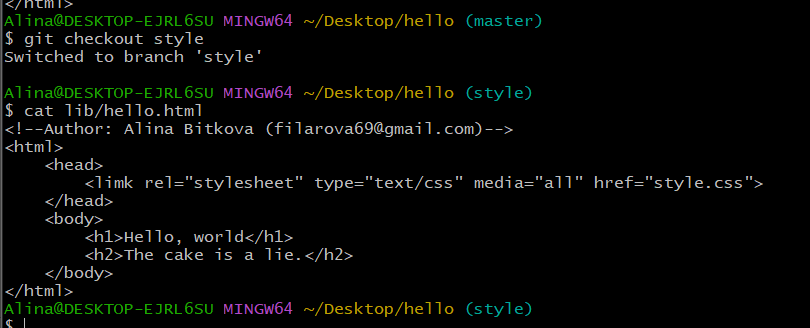 </html>
Alina@DESKTOP-EJRL6SU MINGW64 ~/Desktop/hello (master)
$ git checkout style
Switched to branch 'style'
Alina@DESKTOP-EJRL6SU MINGW64 ~/Desktop/hello (style)
$ cat lib/hello.html
<!--Author: Alina Bitkova (filarova69@gmail.com)-->
<html>
    <head>
        <limk rel="stylesheet" type="text/css" media="all" href="style.css">
    </head>
    <body>
        <h1>Hello, world</h1>
        <h2>The cake is a lie.</h2>
    </body>
</html>
Alina@DESKTOP-EJRL6SU MINGW64 ~/Desktop/hello (style)
$